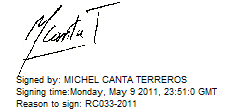 MCanta T
Signed by: MICHEL CANTA TERREROS
Signing time:Monday, May 9 2011, 23:51:0 GMT
Reason to sign: RC033-2011